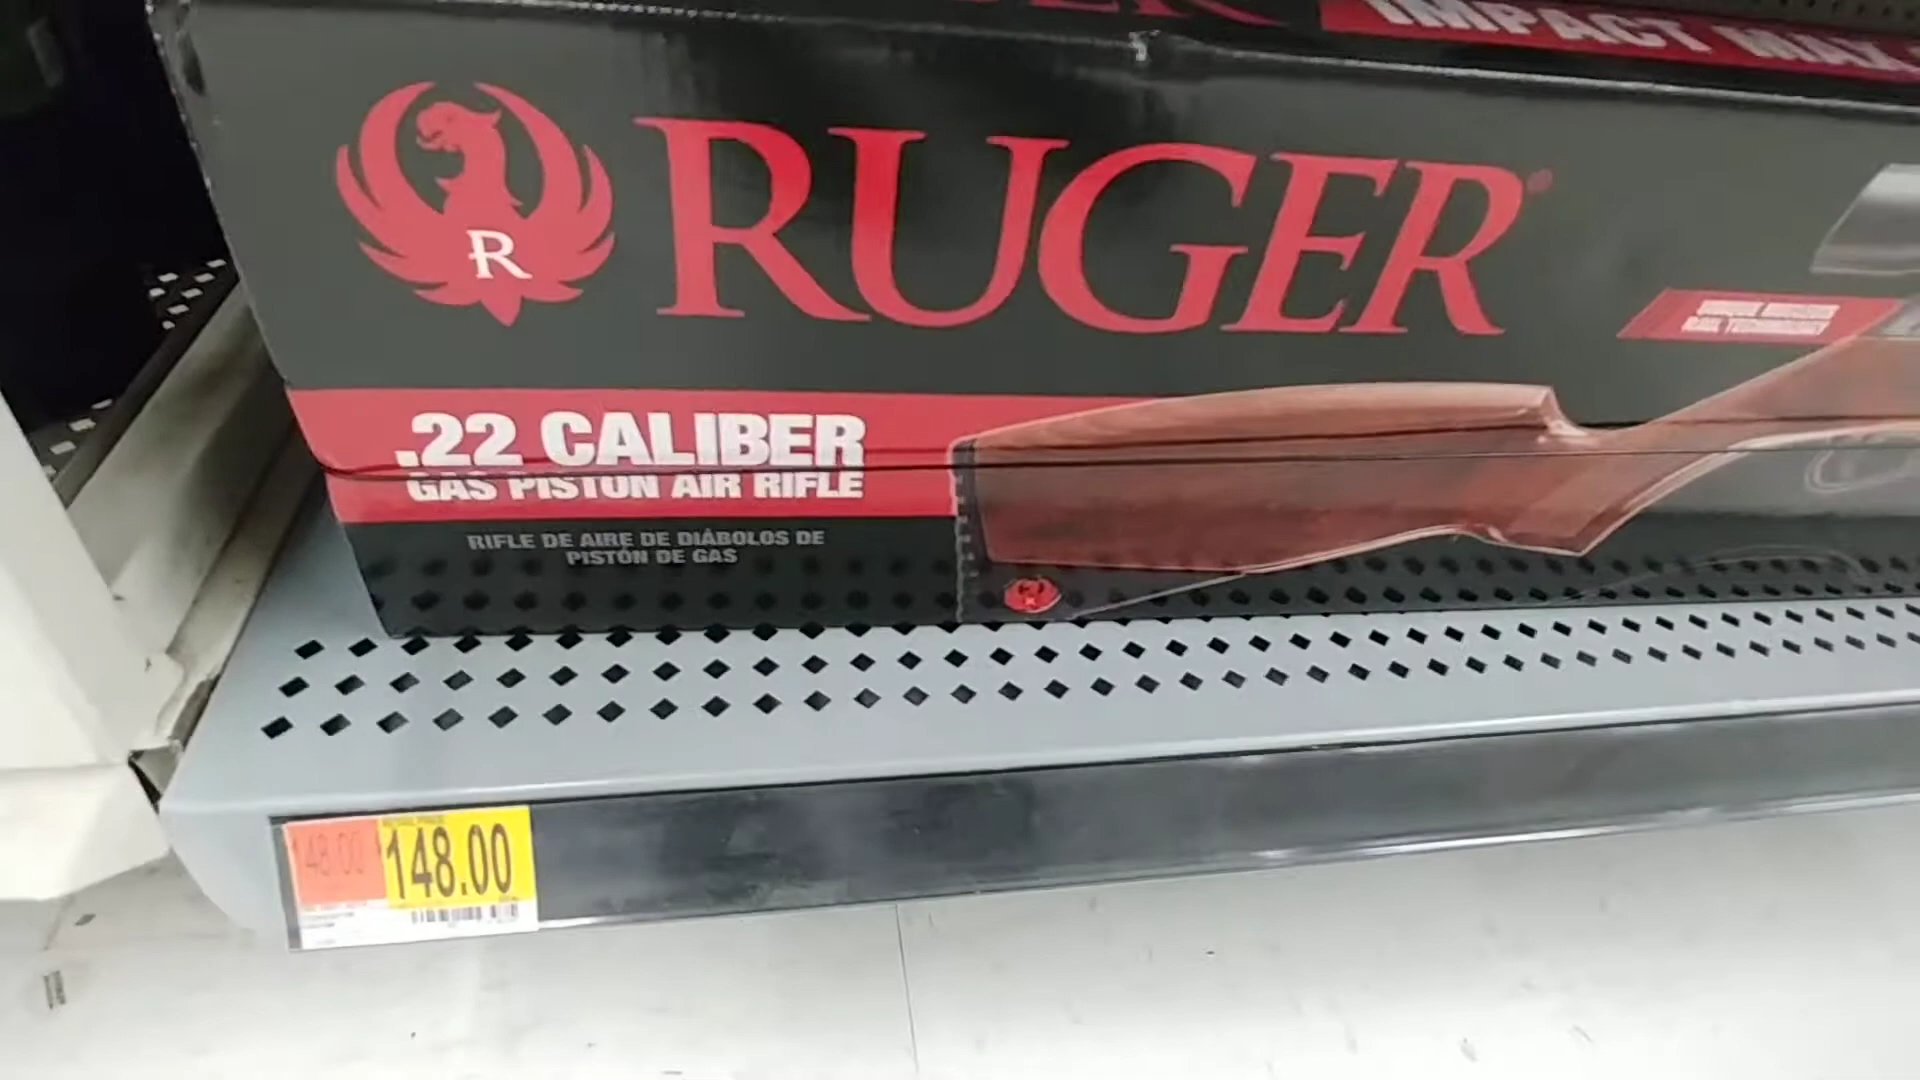 IMPACT MAX
R
RUGER®
.22 CALIBER
GAS PISTON AIR RIFLE
RIFLE DE AIRE DE DIÁBOLOS DE
PISTÓN DE GAS
148.00
148.00